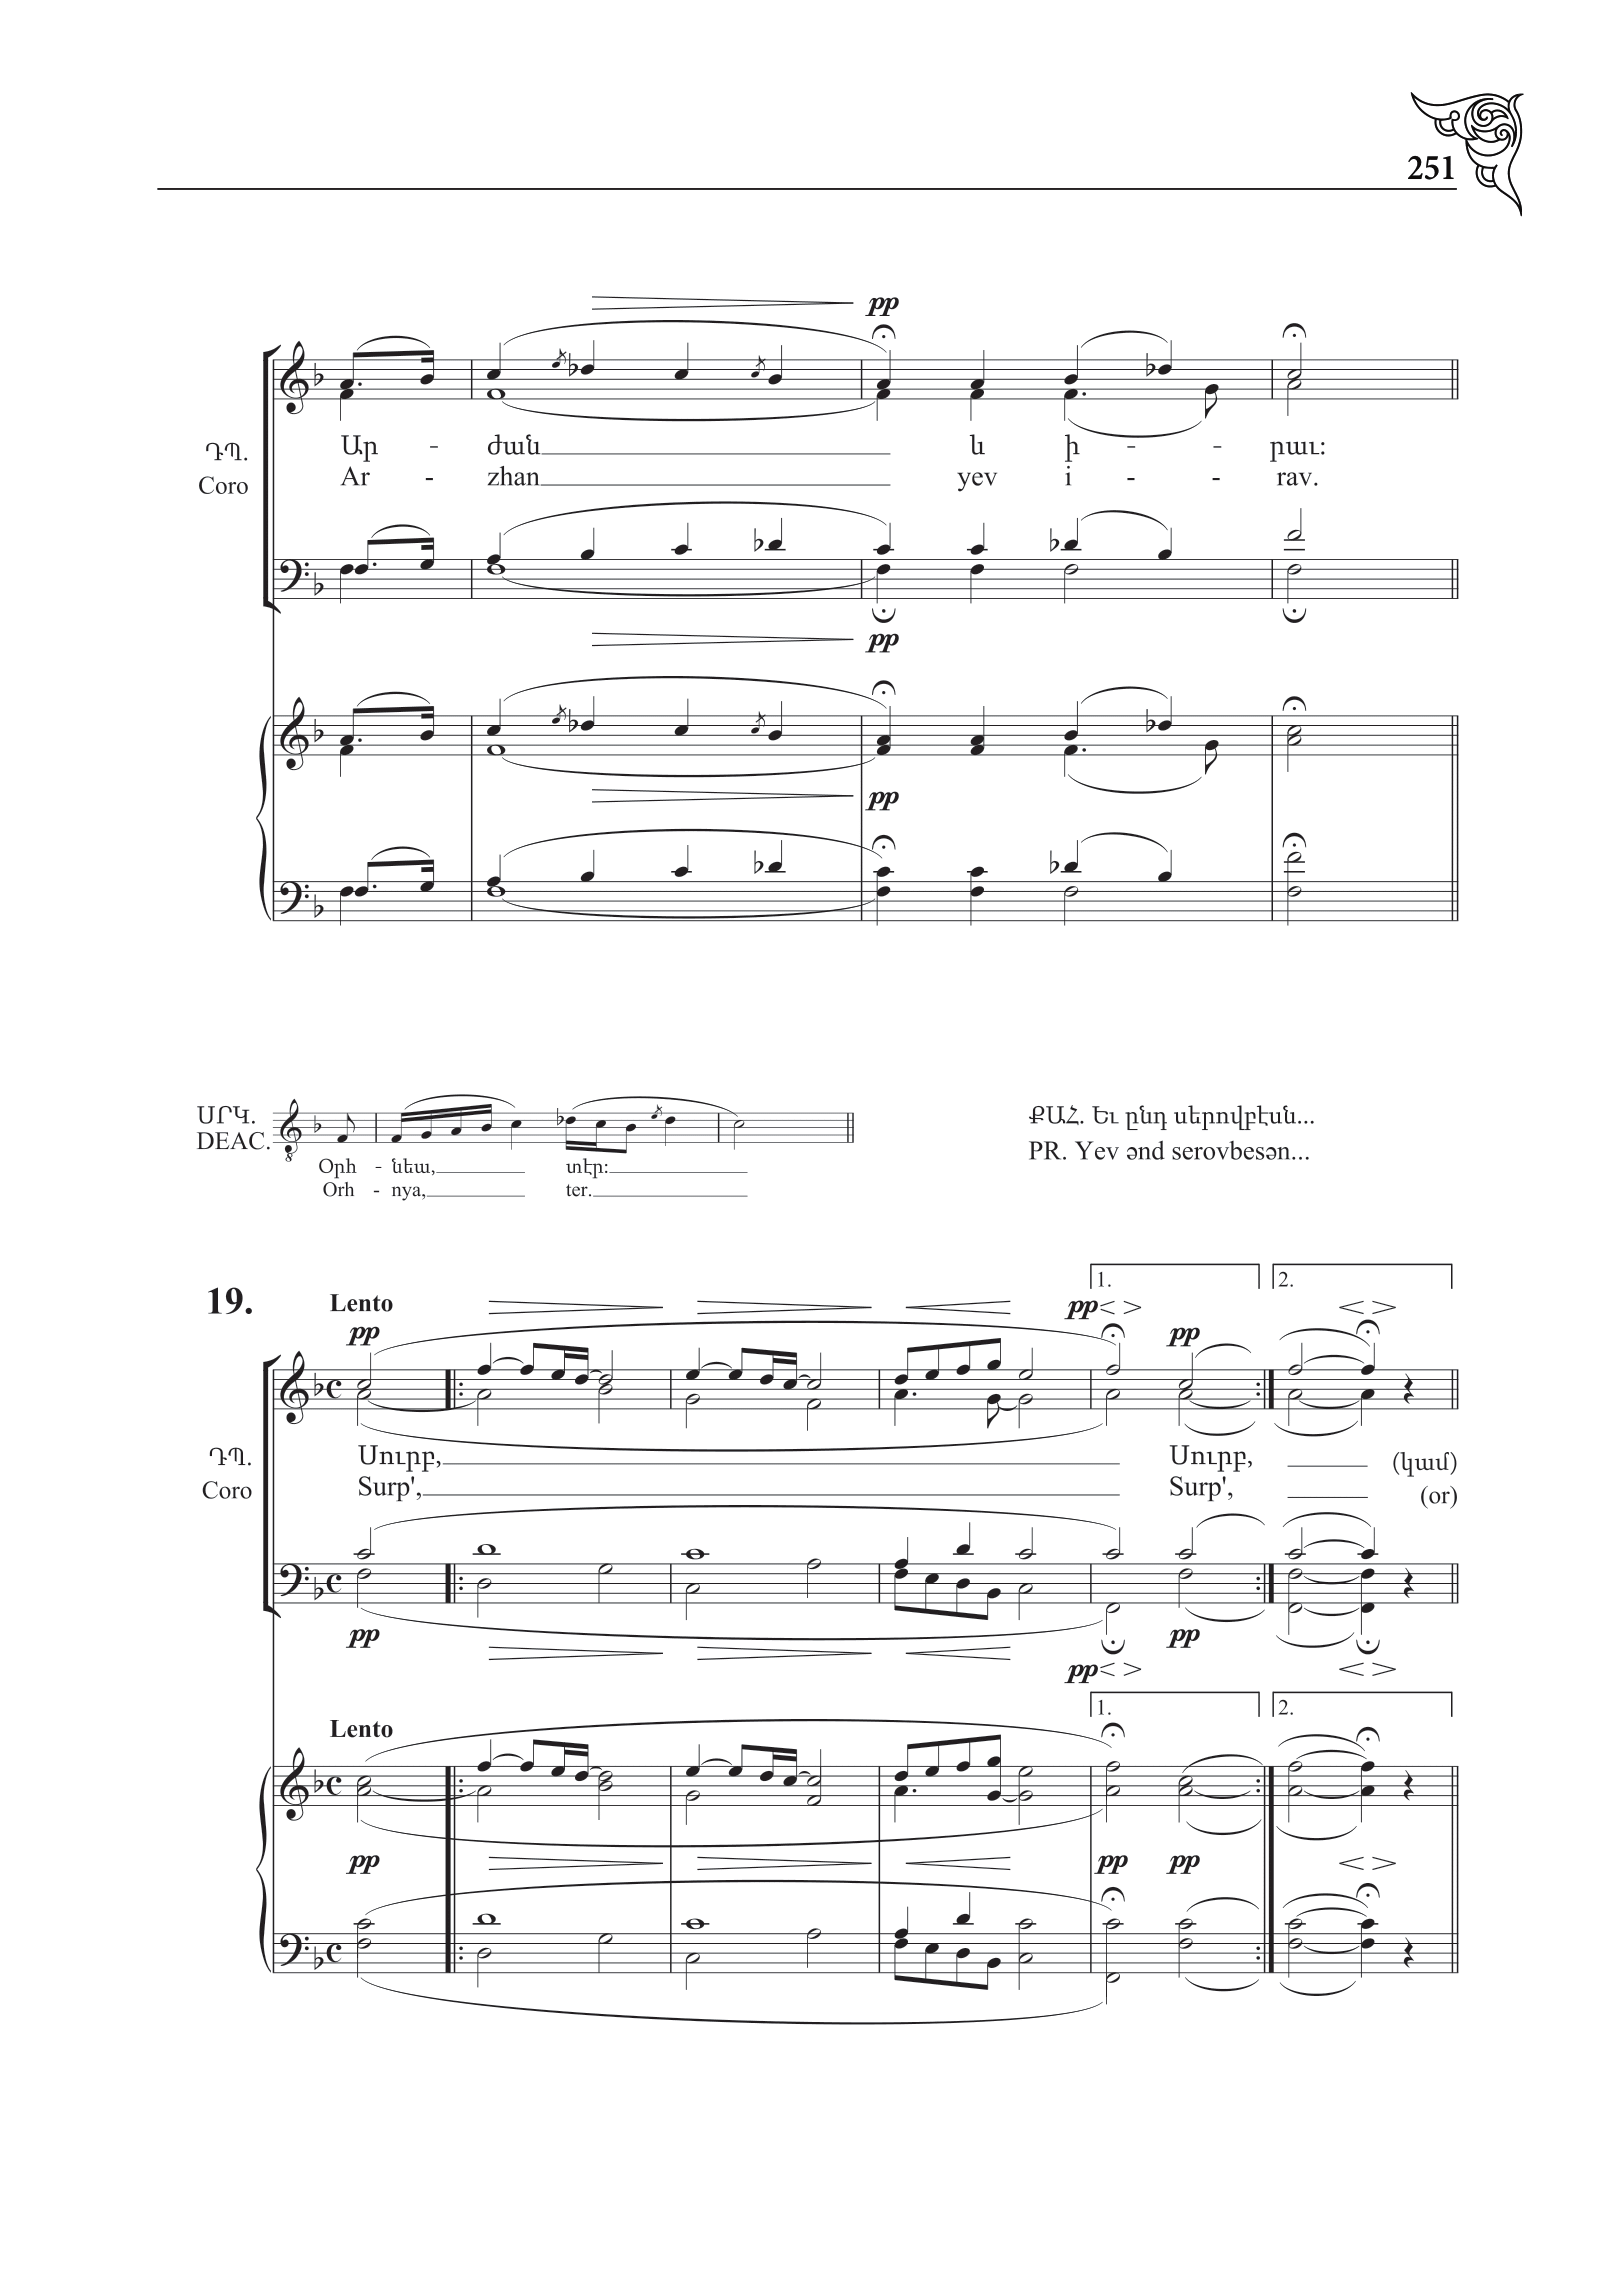 251
pp
ԴՊ.
Coro
Ար - ժան և ի - - րաւ:
Ar - zhan yev i - - rav.
pp
pp
ՍՐԿ.
DEAC.
Օրհ - նեա, տէր:
Orh - nya, ter.
ՔԱՀ. Եւ ընդ սերովբէսն...
PR. Yev ənd serovbesən...
19.
Lento
1.
2.
pp
pp
pp
ԴՊ.
Coro
Սուրբ, Սուրբ, (կամ)
Surp', Surp', (or)
pp
pp
pp
Lento
1.
2.
pp
pp
pp